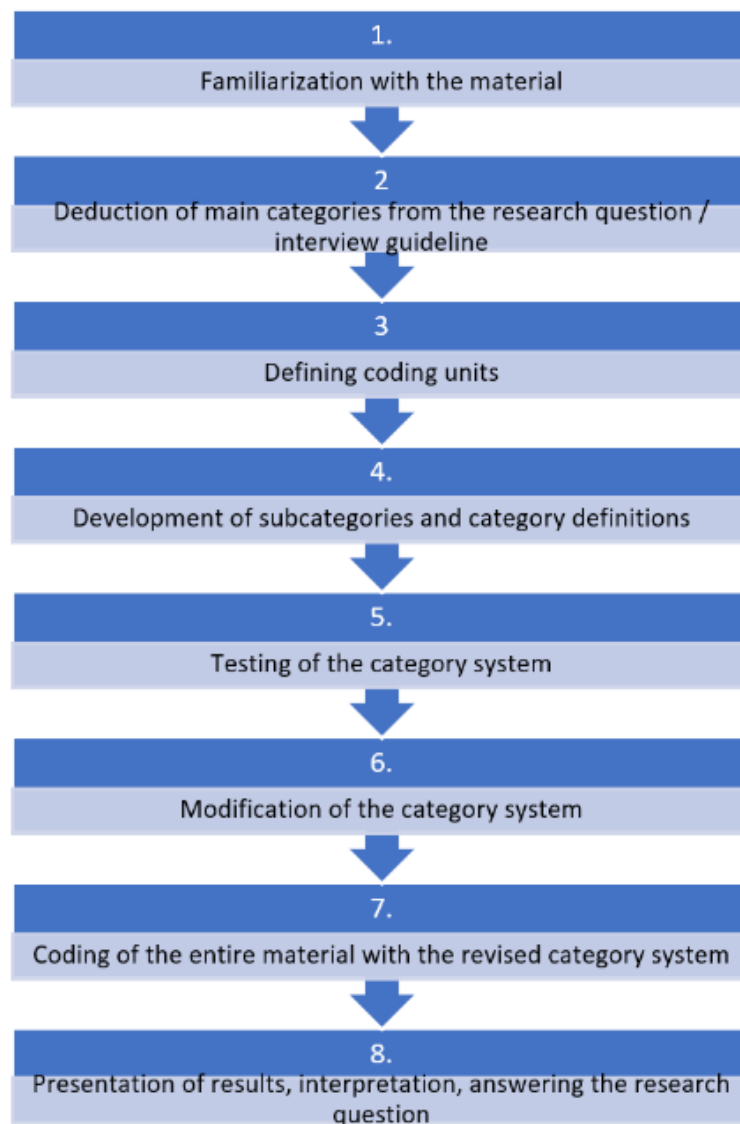 1.
Familiarization with the material
2
Deduction of main categories from the research question /
interview guideline
3
Defining coding units
4.
Development of subcategories and category definitions
5.
Testing of the category system
6.
Modification of the category system
7.
Coding of the entire material with the revised category system
8.
Presentation of results, interpretation, answering the research
question